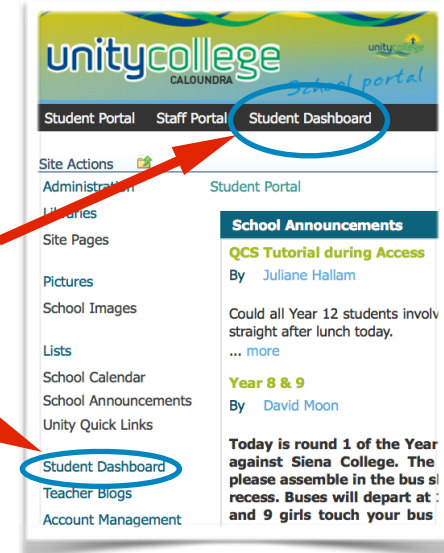 unitycollege
CALOUNDRA
unitycollege
School portal
Student Portal Staff Portal Student Dashboard
Site Actions
Administration
Student Portal
Libraries
Site Pages
Pictures
School Images
Lists
School Calendar
School Announcements
Unity Quick Links
Student Dashboard
Teacher Blogs
Account Management
School Announcements
QCS Tutorial during Access
By Juliane Hallam
Could all Year 12 students involv
straight after lunch today.
... more
Year 8 & 9
By David Moon
Today is round 1 of the Year
against Siena College. The
please assemble in the bus s
recess. Buses will depart at
and 9 girls touch your bus